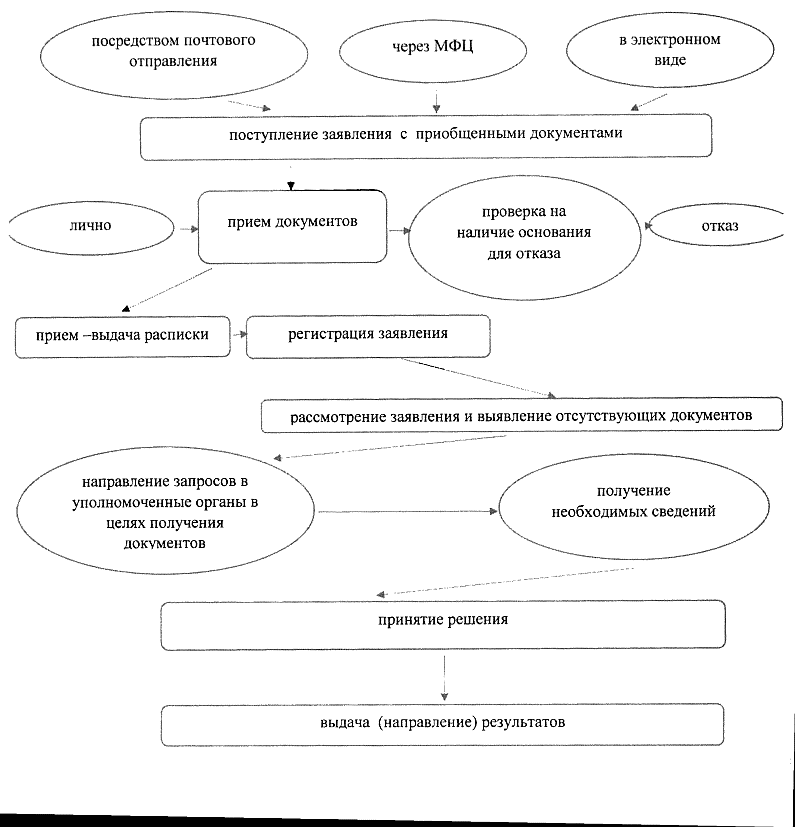 посредством почтового
отправления
через МФЦ
в электронном
виде
поступление заявления с приобщенными документами
лично
прием документов
проверка на
наличие основания
для отказа
отказ
прием –выдача расписки
регистрация заявления
рассмотрение заявления и выявление отсутствующих документов
направление запросов в
уполномоченные органы в
целях получения
документов
получение
необходимых сведений
принятие решения
выдача (направление) результатов